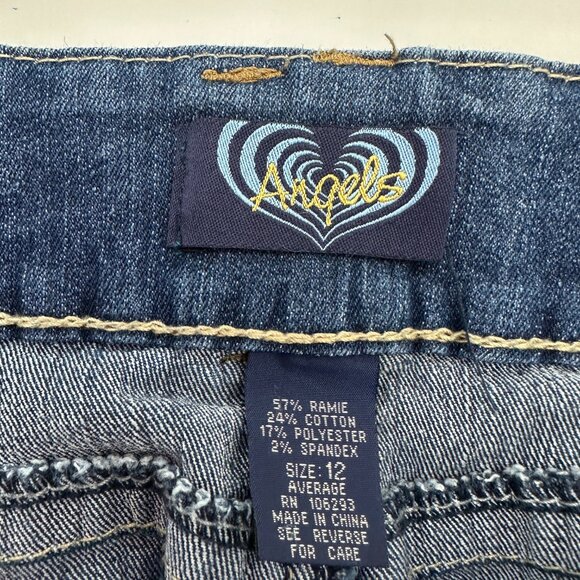 Angels
57% RAMIE
24% COTTON
17% POLYESTER
2% SPANDEX
SIZE: 12
AVERAGE
RN 106293
MADE IN CHINA
SEE REVERSE
FOR CARE